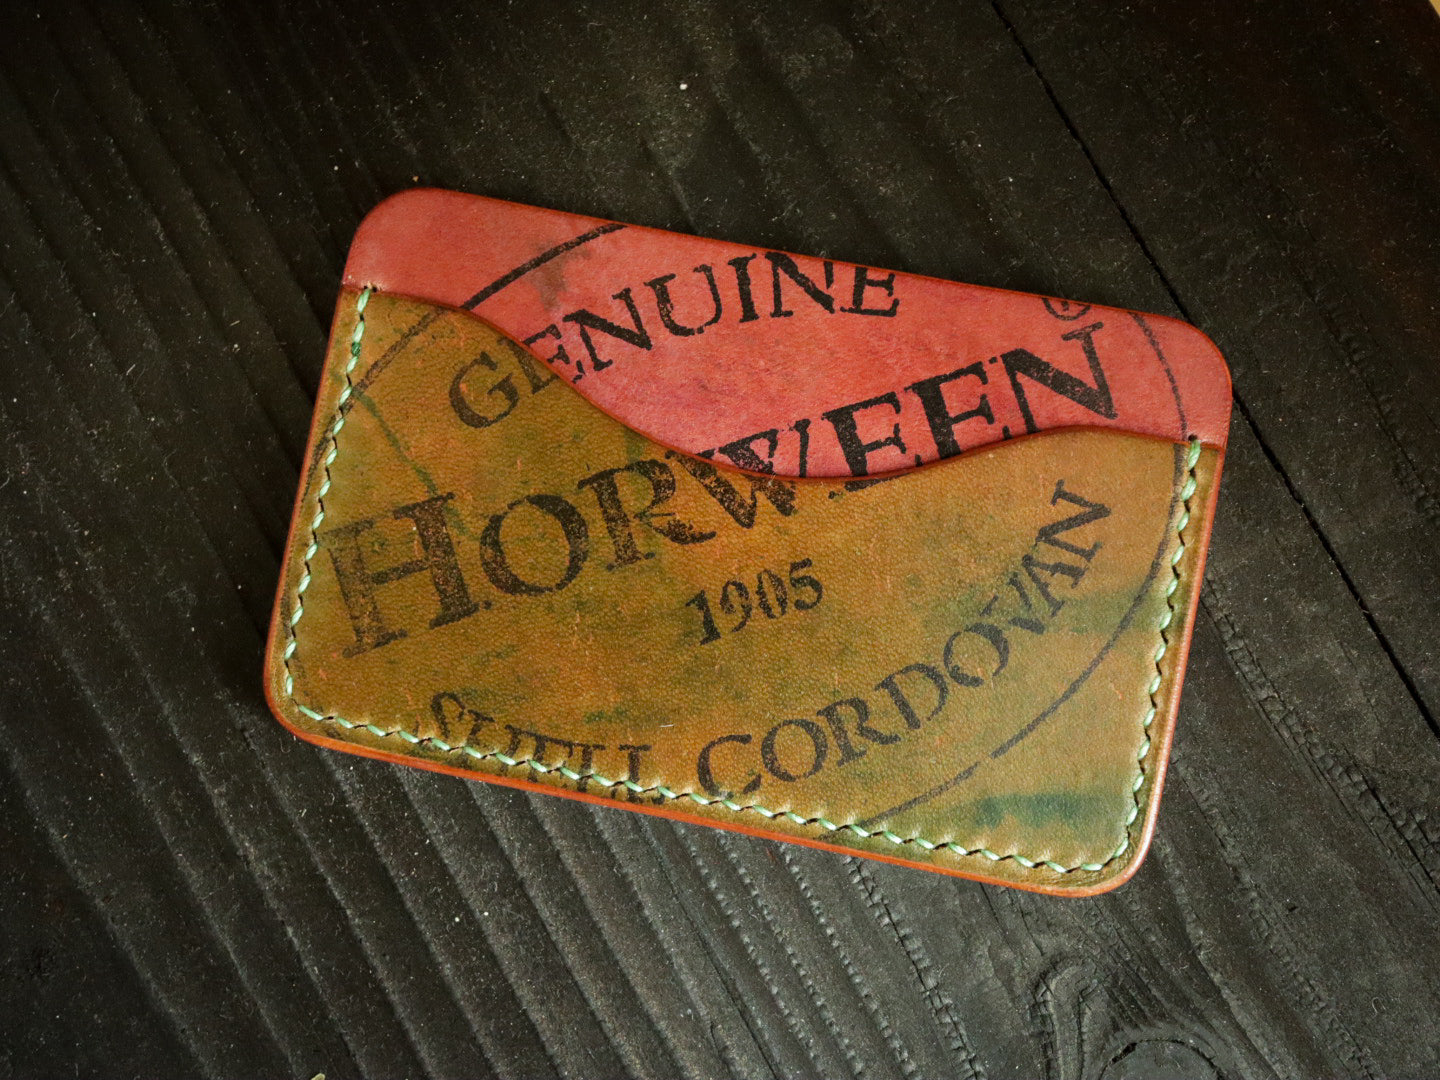 GENUINE
HORWEEN ®
1905
SHELL CORDOVAN